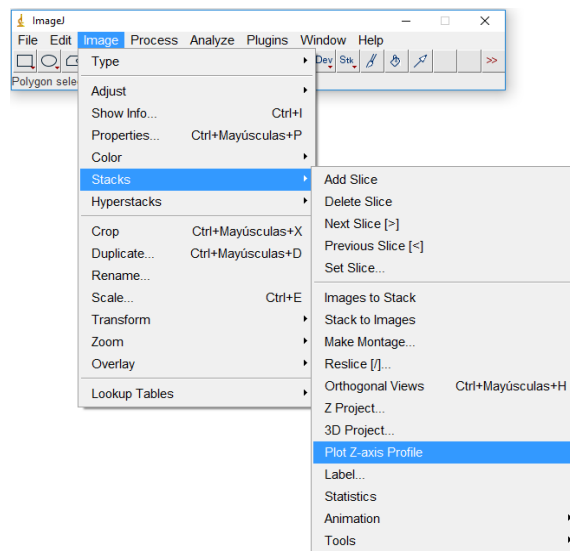 ImageJ
File Edit Image Process Analyze Plugins Window Help
Dev Stk >>
Polygon sele
Type
Adjust
Show Info... Ctrl+I
Properties... Ctrl+Mayúsculas+P
Color
Stacks
Hyperstacks
Crop Ctrl+Mayúsculas+X
Duplicate... Ctrl+Mayúsculas+D
Rename...
Scale... Ctrl+E
Transform
Zoom
Overlay
Lookup Tables
Add Slice
Delete Slice
Next Slice [>]
Previous Slice [<]
Set Slice...
Images to Stack
Stack to Images
Make Montage...
Reslice [/]...
Orthogonal Views Ctrl+Mayúsculas+H
Z Project...
3D Project...
Plot Z-axis Profile
Label...
Statistics
Animation
Tools